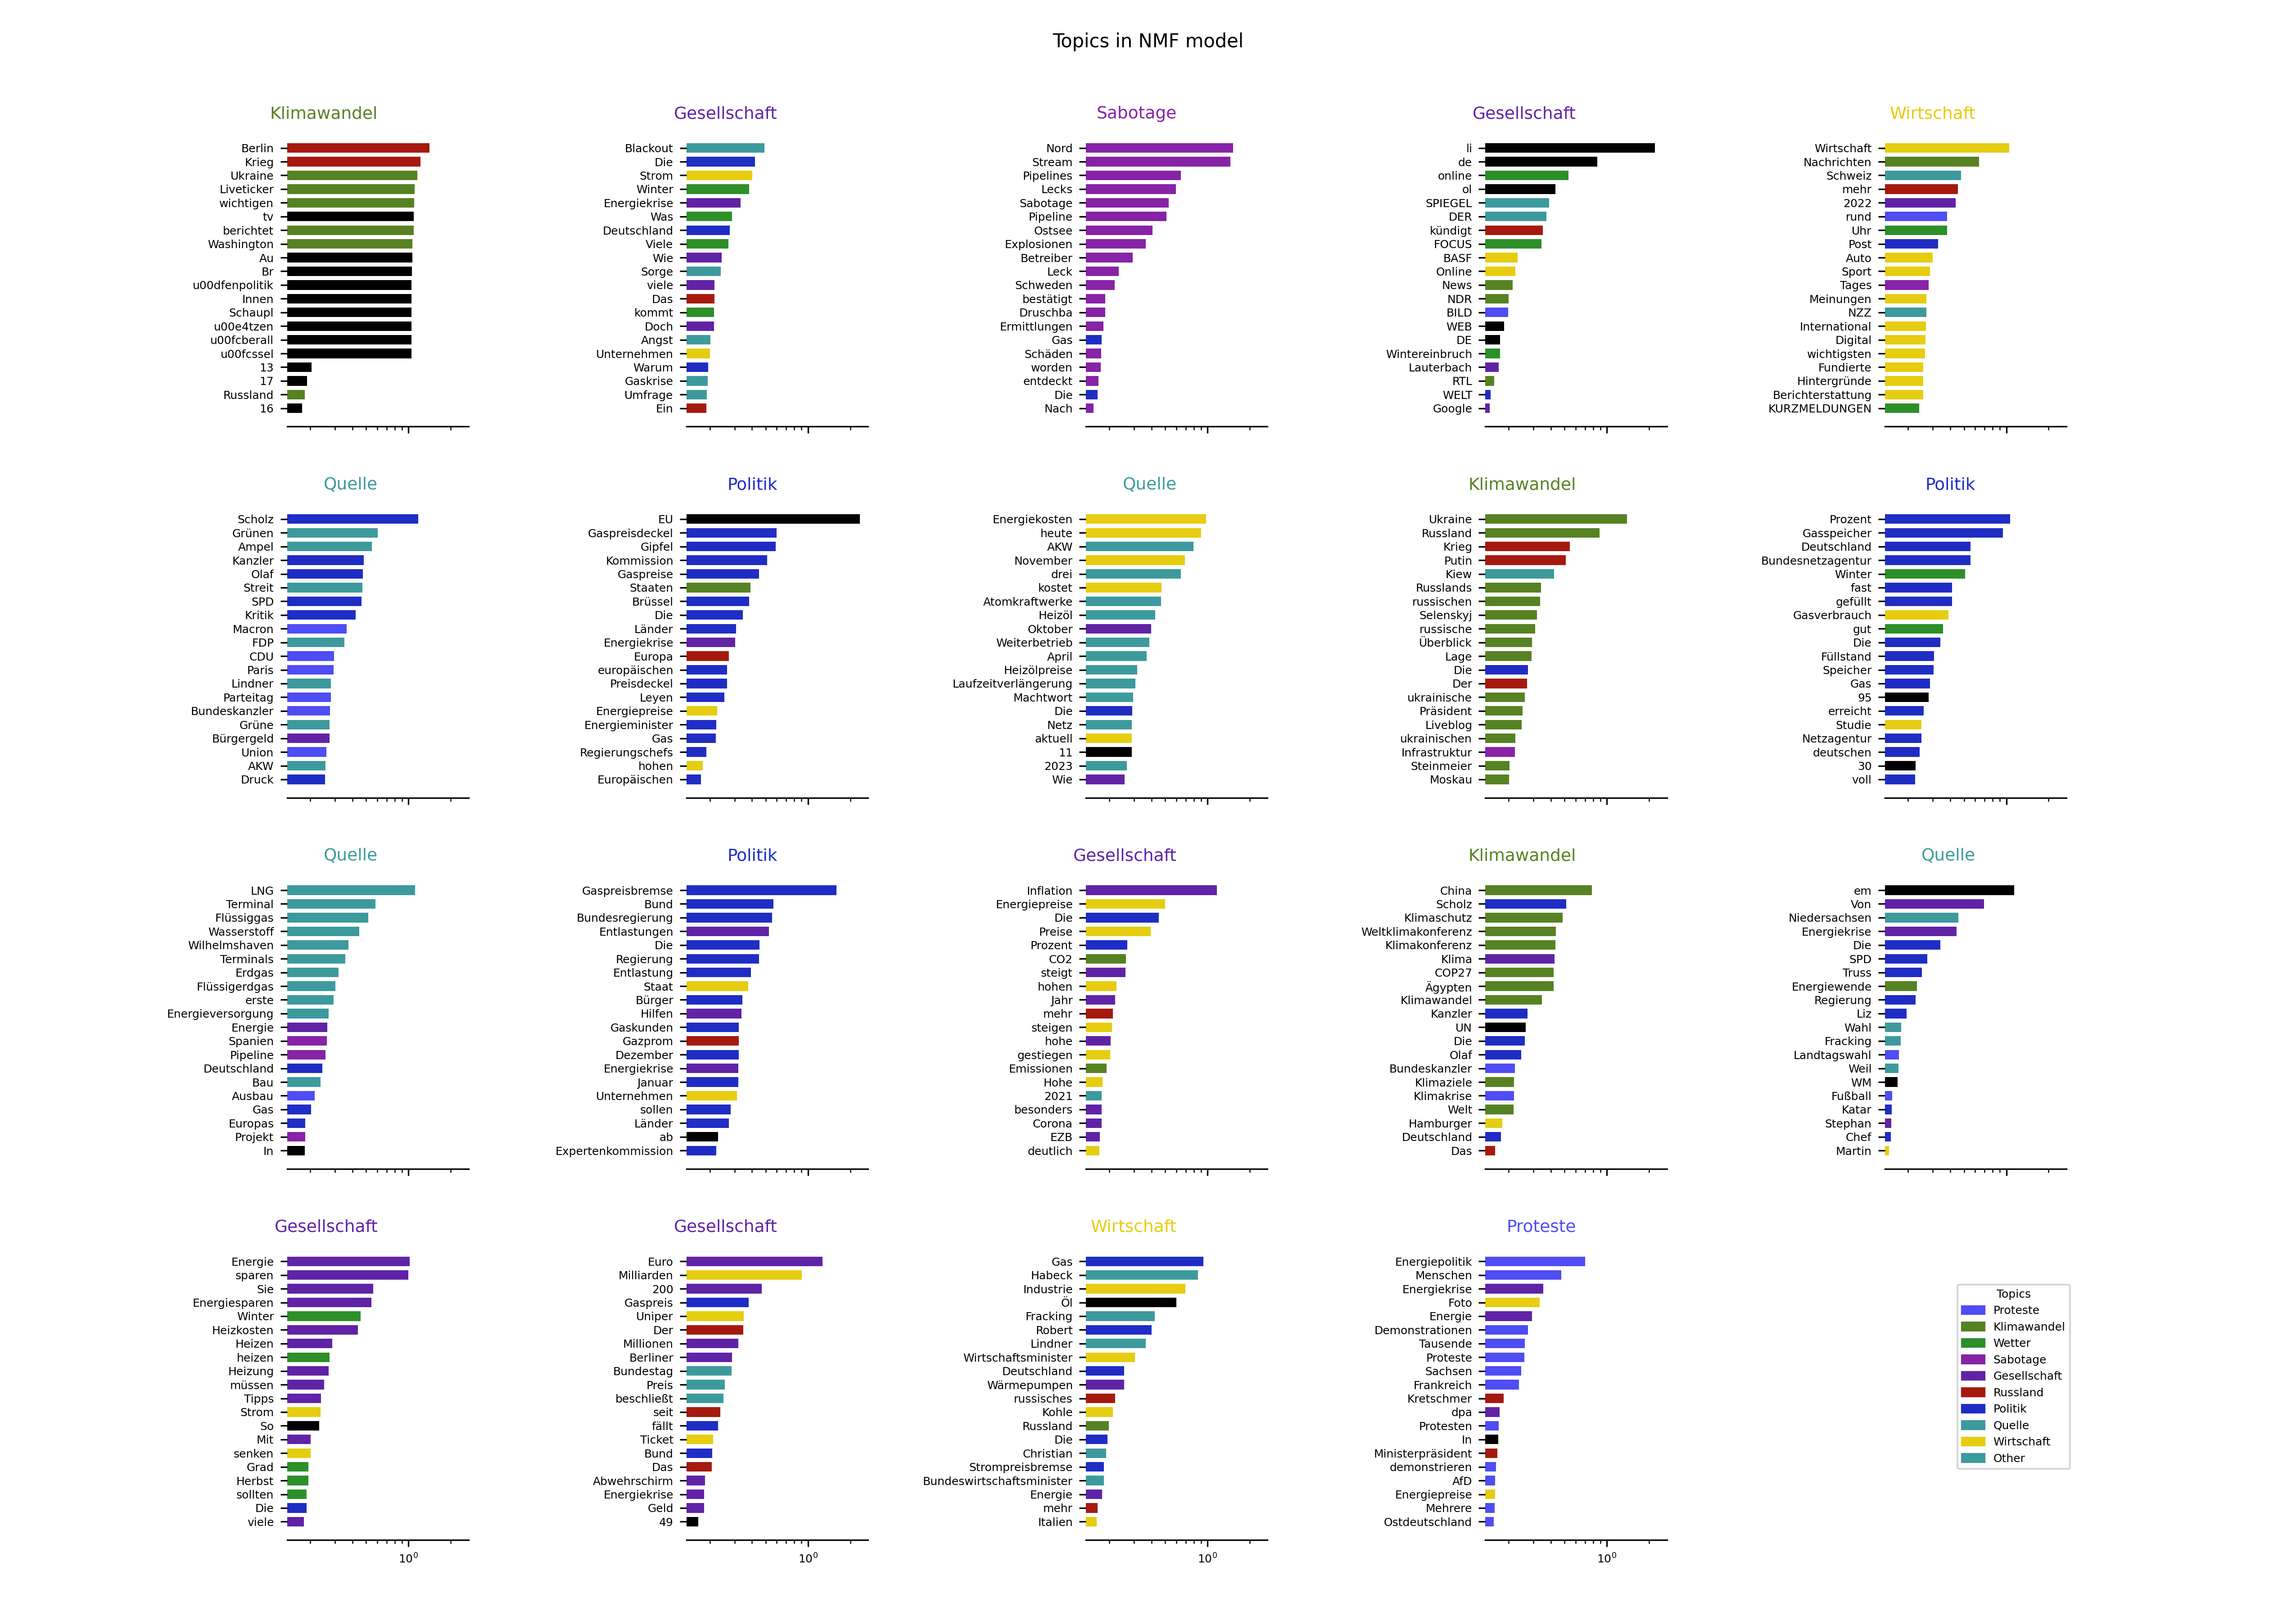 Topics in NMF model
Klimawandel
Berlin
Krieg
Ukraine
Liveticker
wichtigen
tv
berichtet
Washington
Au
Br
u00dfenpolitik
Innen
Schaupl
u00e4tzen
u00fcberall
u00fcssel
13
17
Russland
16
Gesellschaft
Blackout
Die
Strom
Winter
Energiekrise
Was
Deutschland
Viele
Wie
Sorge
viele
Das
kommt
Doch
Angst
Unternehmen
Warum
Gaskrise
Umfrage
Ein
Sabotage
Nord
Stream
Pipelines
Lecks
Sabotage
Pipeline
Ostsee
Explosionen
Betreiber
Leck
Schweden
bestätigt
Druschba
Ermittlungen
Gas
Schäden
worden
entdeckt
Die
Nach
Gesellschaft
li
de
online
ol
SPIEGEL
DER
kündigt
FOCUS
BASF
Online
News
NDR
BILD
WEB
DE
Wintereinbruch
Lauterbach
RTL
WELT
Google
Wirtschaft
Wirtschaft
Nachrichten
Schweiz
mehr
2022
rund
Uhr
Post
Auto
Sport
Tages
Meinungen
NZZ
International
Digital
wichtigsten
Fundierte
Hintergründe
Berichterstattung
KURZMELDUNGEN
Quelle
Scholz
Grünen
Ampel
Kanzler
Olaf
Streit
SPD
Kritik
Macron
FDP
CDU
Paris
Lindner
Parteitag
Bundeskanzler
Grüne
Bürgergeld
Union
AKW
Druck
Politik
EU
Gaspreisdeckel
Gipfel
Kommission
Gaspreise
Staaten
Brüssel
Die
Länder
Energiekrise
Europa
europäischen
Preisdeckel
Leyen
Energiepreise
Energieminister
Gas
Regierungschefs
hohen
Europäischen
Quelle
Energiekosten
heute
AKW
November
drei
kostet
Atomkraftwerke
Heizöl
Oktober
Weiterbetrieb
April
Heizölpreise
Laufzeitverlängerung
Machtwort
Die
Netz
aktuell
11
2023
Wie
Klimawandel
Ukraine
Russland
Krieg
Putin
Kiew
Russlands
russischen
Selenskyj
russische
Überblick
Lage
Die
Der
ukrainische
Präsident
Liveblog
ukrainischen
Infrastruktur
Steinmeier
Moskau
Politik
Prozent
Gasspeicher
Deutschland
Bundesnetzagentur
Winter
fast
gefüllt
Gasverbrauch
gut
Die
Füllstand
Speicher
Gas
95
erreicht
Studie
Netzagentur
deutschen
30
voll
Quelle
LNG
Terminal
Flüssiggas
Wasserstoff
Wilhelmshaven
Terminals
Erdgas
Flüssigerdgas
erste
Energieversorgung
Energie
Spanien
Pipeline
Deutschland
Bau
Ausbau
Gas
Europas
Projekt
In
Politik
Gaspreisbremse
Bund
Bundesregierung
Entlastungen
Die
Regierung
Entlastung
Staat
Bürger
Hilfen
Gaskunden
Gazprom
Dezember
Energiekrise
Januar
Unternehmen
sollen
Länder
ab
Expertenkommission
Gesellschaft
Inflation
Energiepreise
Die
Preise
Prozent
CO2
steigt
hohen
Jahr
mehr
steigen
hohe
gestiegen
Emissionen
Hohe
2021
besonders
Corona
EZB
deutlich
Klimawandel
China
Scholz
Klimaschutz
Weltklimakonferenz
Klimakonferenz
Klima
COP27
Ägypten
Klimawandel
Kanzler
UN
Die
Olaf
Bundeskanzler
Klimaziele
Klimakrise
Welt
Hamburger
Deutschland
Das
Quelle
em
Von
Niedersachsen
Energiekrise
Die
SPD
Truss
Energiewende
Regierung
Liz
Wahl
Fracking
Landtagswahl
Weil
WM
Fußball
Katar
Stephan
Chef
Martin
Gesellschaft
Energie
sparen
Sie
Energiesparen
Winter
Heizkosten
Heizen
heizen
Heizung
müssen
Tipps
Strom
So
Mit
senken
Grad
Herbst
sollten
Die
viele
10⁰
Gesellschaft
Euro
Milliarden
200
Gaspreis
Uniper
Der
Millionen
Berliner
Bundestag
Preis
beschließt
seit
fällt
Ticket
Bund
Das
Abwehrschirm
Energiekrise
Geld
49
10⁰
Wirtschaft
Gas
Habeck
Industrie
Öl
Fracking
Robert
Lindner
Wirtschaftsminister
Deutschland
Wärmepumpen
russisches
Kohle
Russland
Die
Christian
Strompreisbremse
Bundeswirtschaftsminister
Energie
mehr
Italien
10⁰
Proteste
Energiepolitik
Menschen
Energiekrise
Foto
Energie
Demonstrationen
Tausende
Proteste
Sachsen
Frankreich
Kretschmer
dpa
Protesten
In
Ministerpräsident
demonstrieren
AfD
Energiepreise
Mehrere
Ostdeutschland
10⁰
Topics
Proteste
Klimawandel
Wetter
Sabotage
Gesellschaft
Russland
Politik
Quelle
Wirtschaft
Other